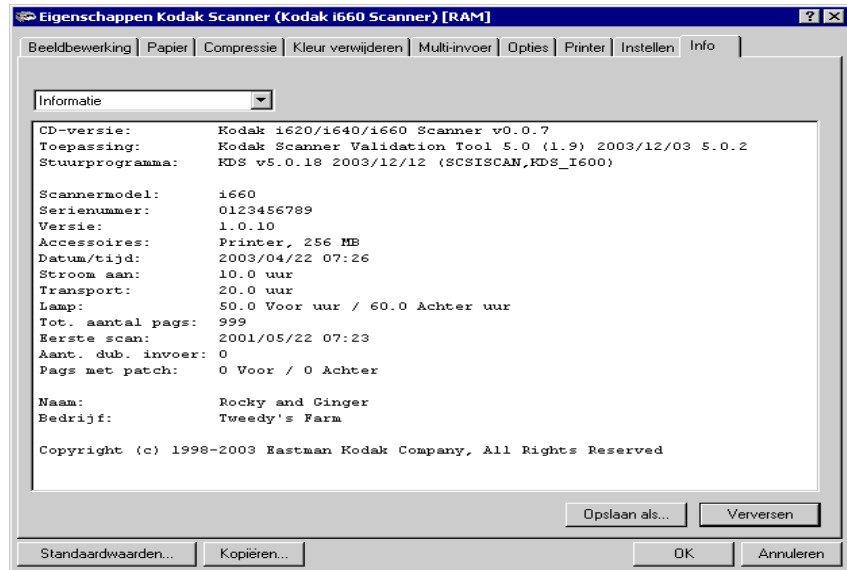 Eigenschappen Kodak Scanner (Kodak i660 Scanner) [RAM]
Beeldbewerking Papier Compressie Kleur verwijderen Multi-invoer Opties Printer Instellen Info
Informatie
CD-versie: Kodak i620/i640/i660 Scanner v0.0.7
Toepassing: Kodak Scanner Validation Tool 5.0 (1.9) 2003/12/03 5.0.2
Stuurprogramma: KDS v5.0.18 2003/12/12 (SCSISCAN,KDS_I600)
Scannermodel: i660
Serienummer: 0123456789
Versie: 1.0.10
Accessoires: Printer, 256 MB
Datum/tijd: 2003/04/22 07:26
Stroom aan: 10.0 uur
Transport: 20.0 uur
Lamp: 50.0 Voor uur / 60.0 Achter uur
Tot. aantal pags: 999
Eerste scan: 2001/05/22 07:23
Aant. dub. invoer: 0
Pags met patch: 0 Voor / 0 Achter
Naam: Rocky and Ginger
Bedrijf: Tweedy's Farm
Copyright (c) 1998-2003 Eastman Kodak Company, All Rights Reserved
Opslaan als... Verversen
Standaardwaarden... Kopiëren... OK Annuleren